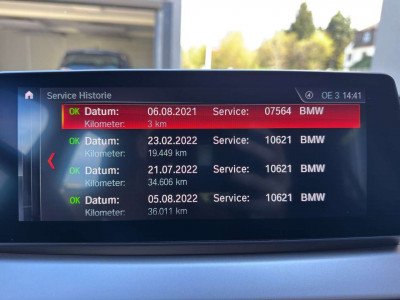 Service Historie OE 3 14:41
OK Datum: 06.08.2021 Service: 07564 BMW
Kilometer: 3 km
OK Datum: 23.02.2022 Service: 10621 BMW
Kilometer: 19.449 km
OK Datum: 21.07.2022 Service: 10621 BMW
Kilometer: 34.606 km
OK Datum: 05.08.2022 Service: 10621 BMW
Kilometer: 36.011 km